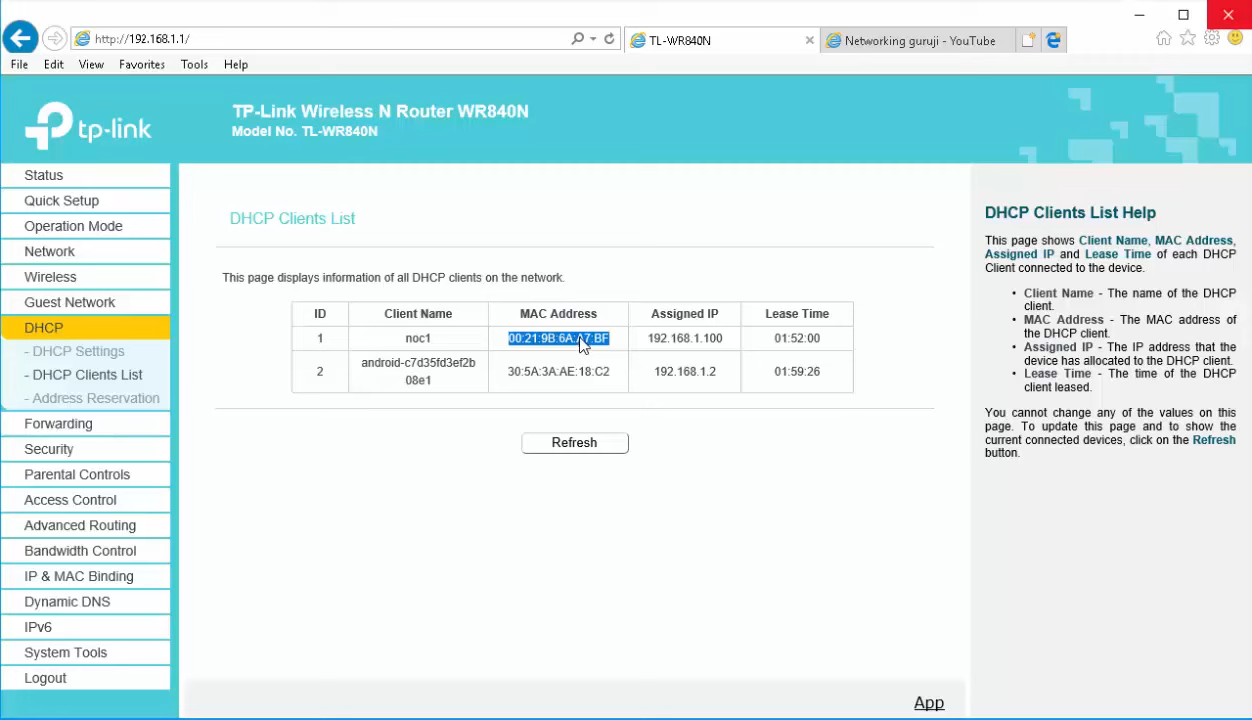 http://192.168.1.1/
TL-WR840N
Networking guruji - YouTube
File Edit View Favorites Tools Help
tp-link
TP-Link Wireless N Router WR840N
Model No. TL-WR840N
Status
Quick Setup
Operation Mode
Network
Wireless
Guest Network
DHCP
- DHCP Settings
- DHCP Clients List
- Address Reservation
Forwarding
Security
Parental Controls
Access Control
Advanced Routing
Bandwidth Control
IP & MAC Binding
Dynamic DNS
IPv6
System Tools
Logout
DHCP Clients List
This page displays information of all DHCP clients on the network.
ID Client Name MAC Address Assigned IP Lease Time
1 noc1 00:21:9B:6A:A7:BF 192.168.1.100 01:52:00
2 android-c7d35fd3ef2b
08e1 30:5A:3A:AE:18:C2 192.168.1.2 01:59:26
Refresh
App
DHCP Clients List Help
This page shows Client Name, MAC Address,
Assigned IP and Lease Time of each DHCP
Client connected to the device.
• Client Name - The name of the DHCP
client.
• MAC Address - The MAC address of
the DHCP client.
• Assigned IP - The IP address that the
device has allocated to the DHCP client.
• Lease Time - The time of the DHCP
client leased.
You cannot change any of the values on this
page. To update this page and to show the
current connected devices, click on the Refresh
button.